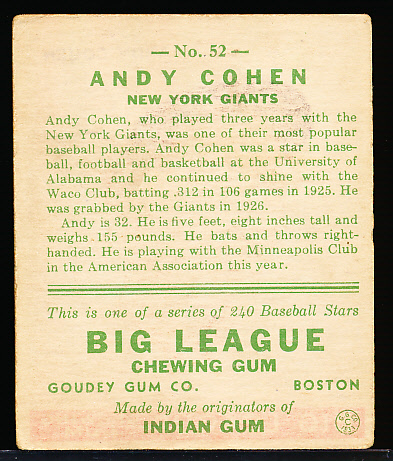 — No. 52 —
ANDY COHEN
NEW YORK GIANTS
Andy Cohen, who played three years with the
New York Giants, was one of their most popular
baseball players. Andy Cohen was a star in base-
ball, football and basketball at the University of
Alabama and he continued to shine with the
Waco Club, batting .312 in 106 games in 1925. He
was grabbed by the Giants in 1926.
Andy is 32. He is five feet, eight inches tall and
weighs 155 pounds. He bats and throws right-
handed. He is playing with the Minneapolis Club
in the American Association this year.
This is one of a series of 240 Baseball Stars
BIG LEAGUE
CHEWING GUM
GOUDEY GUM CO. BOSTON
Made by the originators of
INDIAN GUM